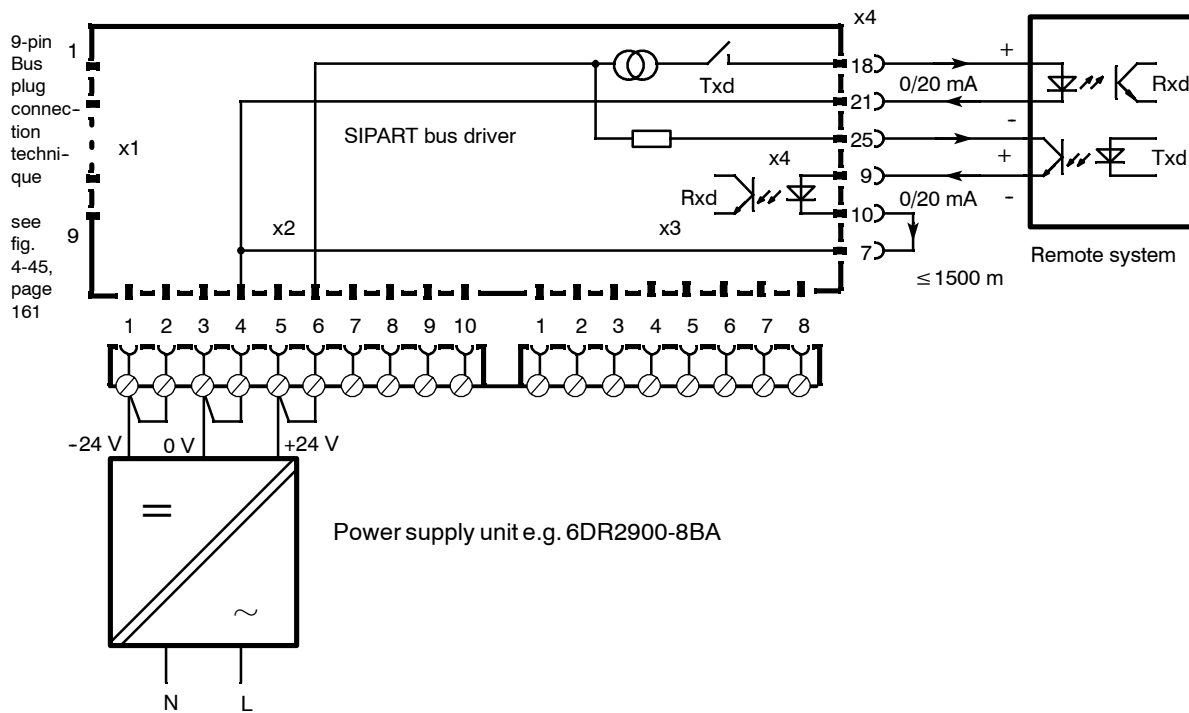 9-pin
Bus
plug
connec-
tion
techni-
que
see
fig.
4-45,
page
161
1
9
x1
SIPART bus driver
Txd
x4
x4
Rxd
x2
x3
18
21
25
9
10
7
+
0/20 mA
-
+
0/20 mA
-
≤ 1500 m
Rxd
Txd
Remote system
1 2 3 4 5 6 7 8 9 10
1 2 3 4 5 6 7 8
-24 V 0 V +24 V
=
~
Power supply unit e.g. 6DR2900-8BA
N L